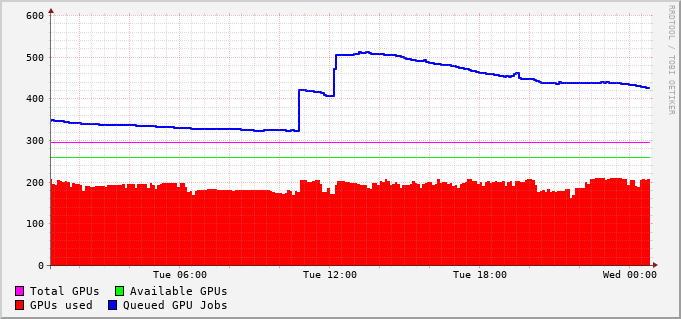 600
500
400
300
200
100
0
Tue 06:00 Tue 12:00 Tue 18:00 Wed 00:00
Total GPUs Available GPUs
GPUs used Queued GPU Jobs
RRDTOOL / TOBI OETIKER